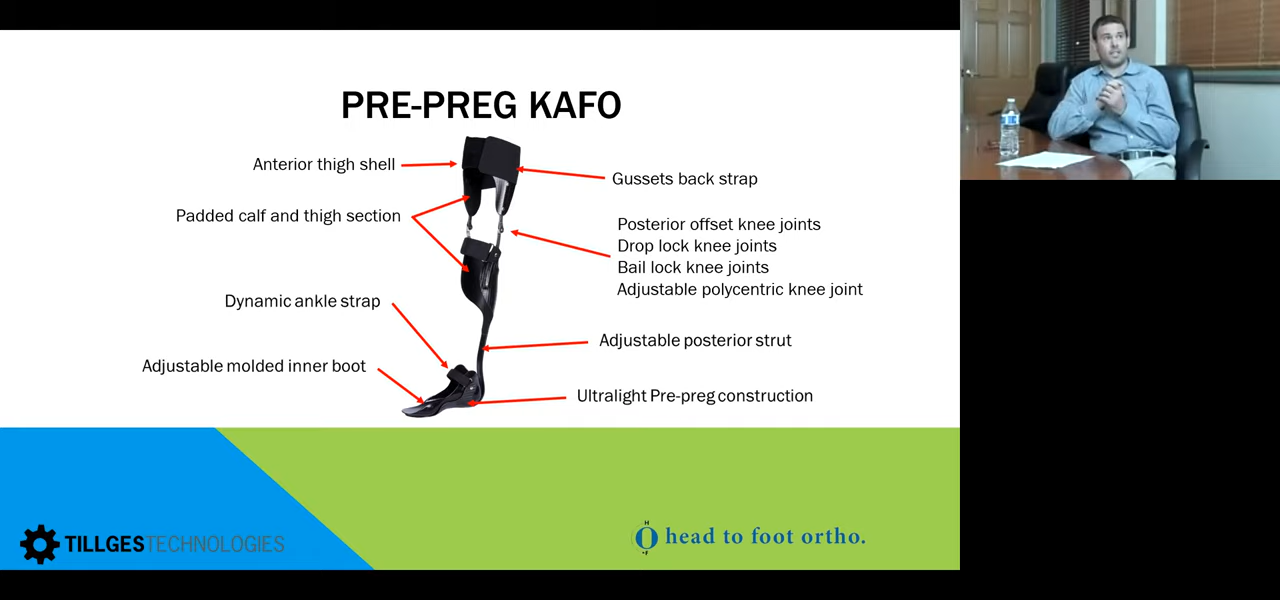 PRE-PREG KAFO
Anterior thigh shell
Gussets back strap
Padded calf and thigh section
Posterior offset knee joints
Drop lock knee joints
Bail lock knee joints
Adjustable polycentric knee joint
Dynamic ankle strap
Adjustable posterior strut
Adjustable molded inner boot
Ultralight Pre-preg construction
TILLGESTECHNOLOGIES
H
head to foot ortho.
F